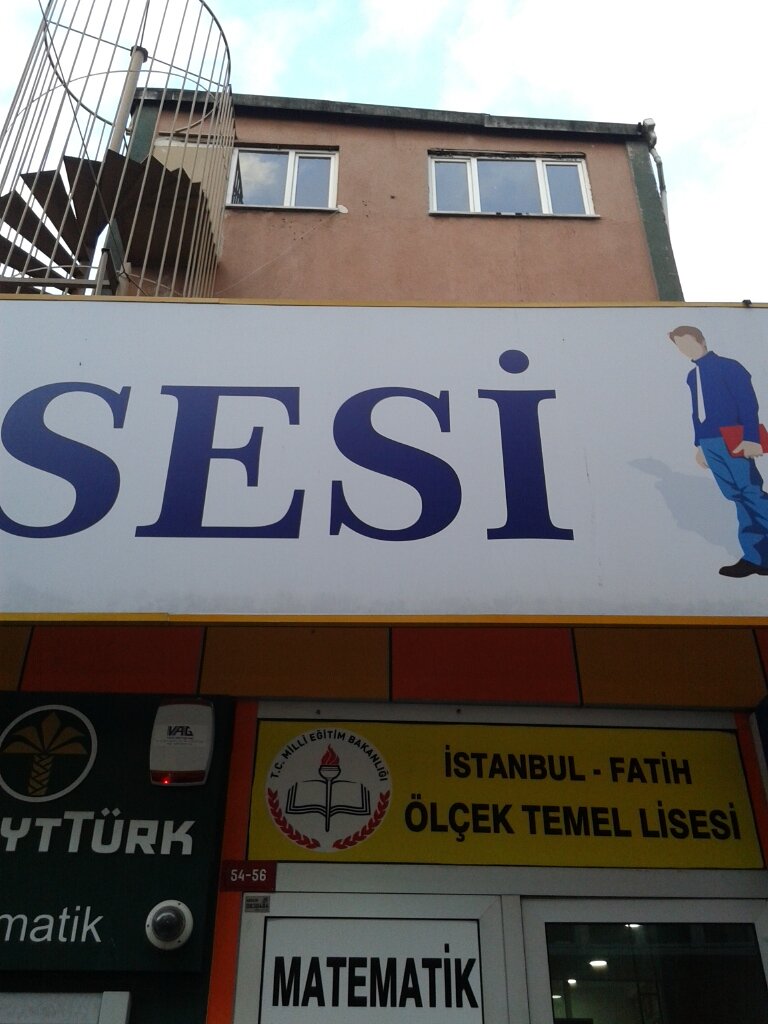 SESİ
T.C. MİLLİ EĞİTİM BAKANLIĞI
İSTANBUL - FATİH
ÖLÇEK TEMEL LİSESİ
YTTÜRK
matik
54-56
MATEMATİK